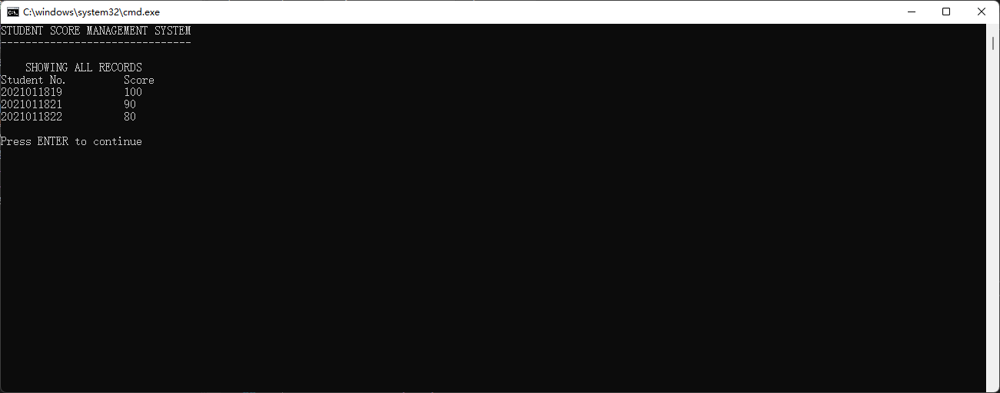 C:\windows\system32\cmd.exe
STUDENT SCORE MANAGEMENT SYSTEM
-------------------------------
SHOWING ALL RECORDS
Student No. Score
2021011819 100
2021011821 90
2021011822 80
Press ENTER to continue